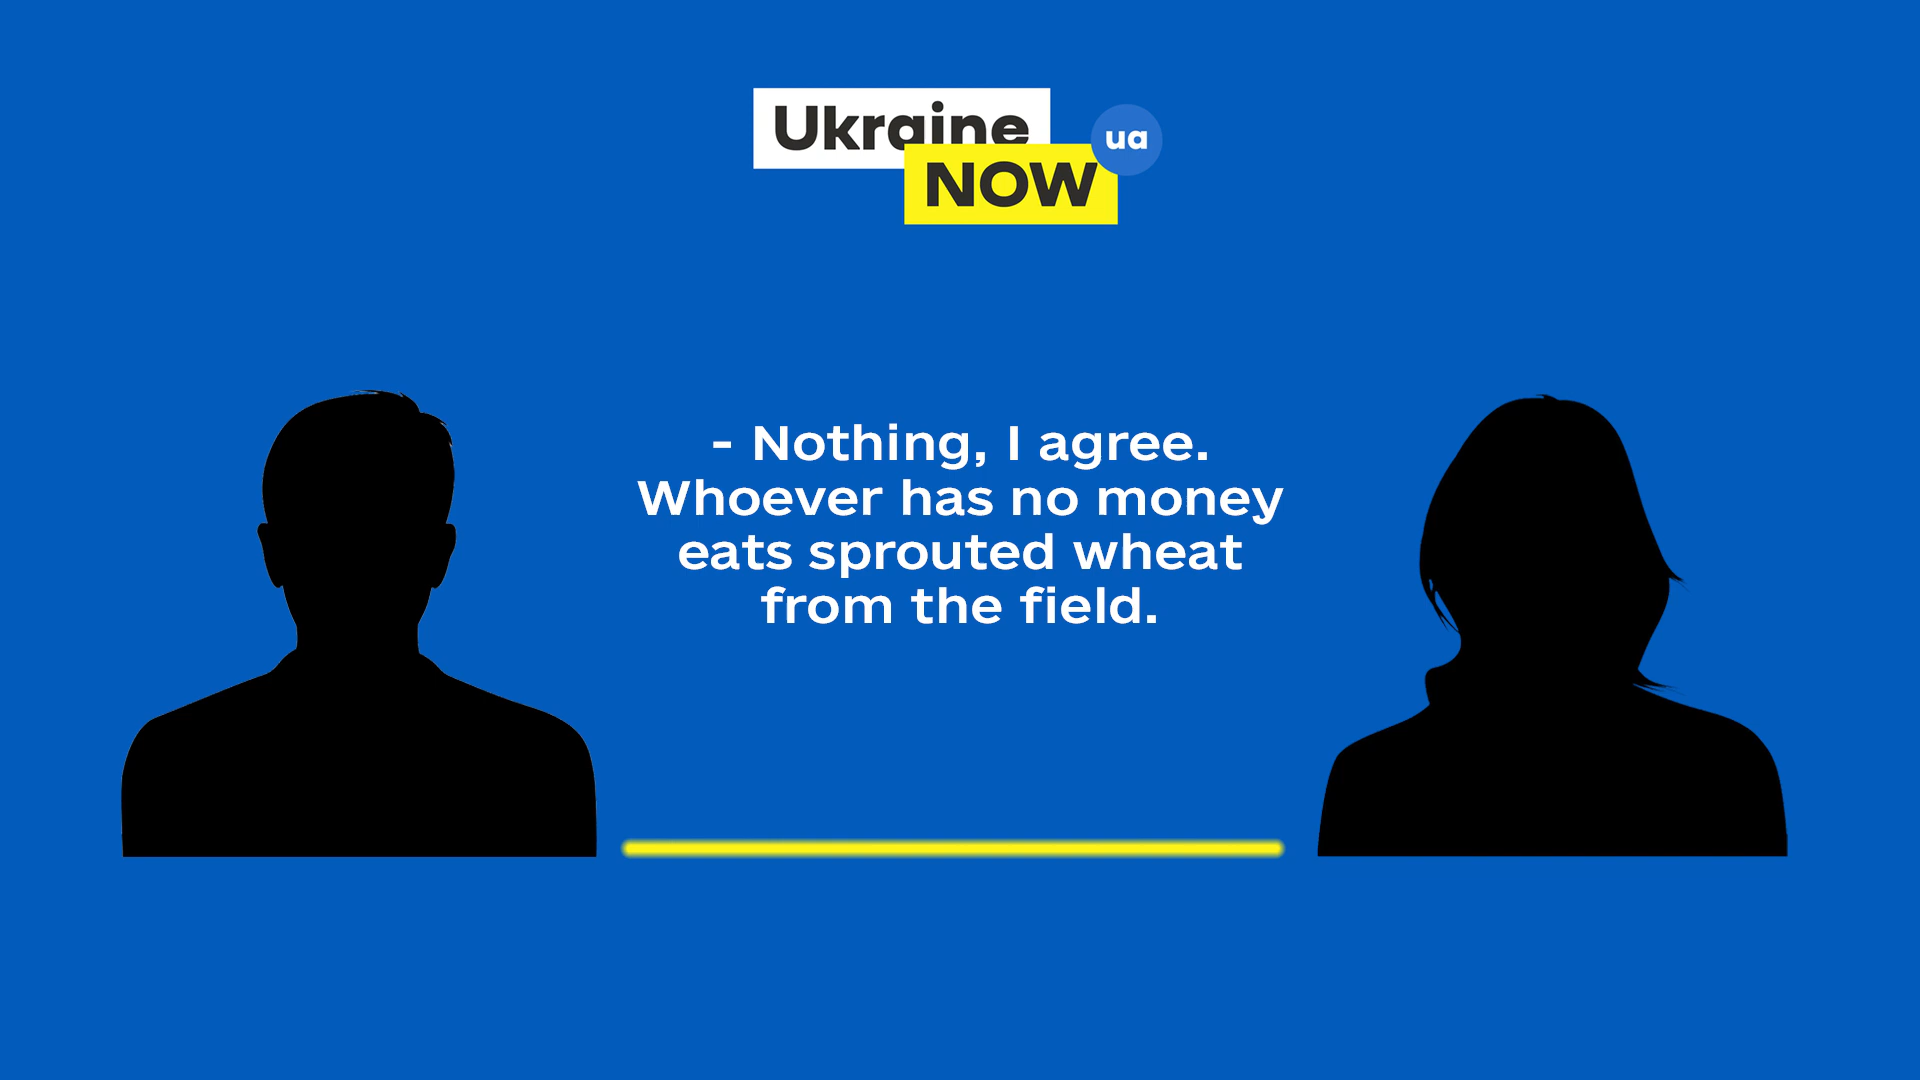 Ukraine
NOW
ua
- Nothing, I agree.
Whoever has no money
eats sprouted wheat
from the field.